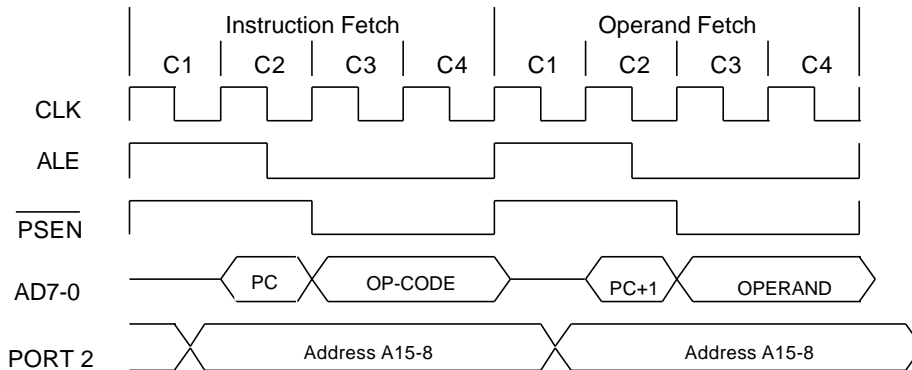 Instruction Fetch Operand Fetch
C1 C2 C3 C4 C1 C2 C3 C4
CLK
ALE
PSEN
AD7-0 PC OP-CODE PC+1 OPERAND
PORT 2 Address A15-8 Address A15-8